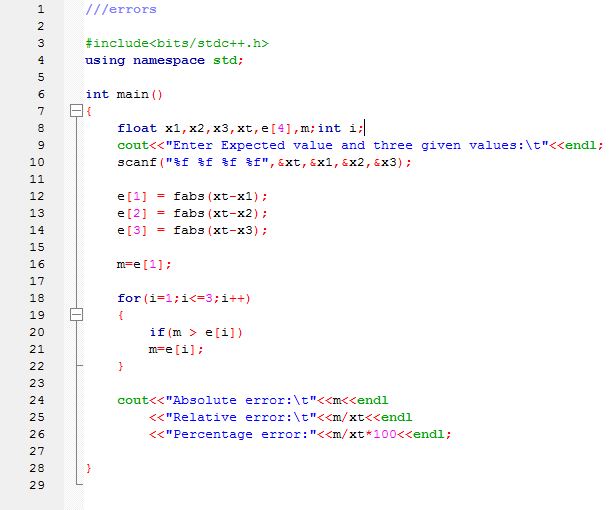 1 ///errors
2
3 #include<bits/stdc++.h>
4 using namespace std;
5
6 int main()
7 {
8 float x1,x2,x3,xt,e[4],m;int i;
9 cout<<"Enter Expected value and three given values:\t"<<endl;
10 scanf("%f %f %f %f",&xt,&x1,&x2,&x3);
11
12 e[1] = fabs(xt-x1);
13 e[2] = fabs(xt-x2);
14 e[3] = fabs(xt-x3);
15
16 m=e[1];
17
18 for(i=1;i<=3;i++)
19 {
20 if(m > e[i])
21 m=e[i];
22 }
23
24 cout<<"Absolute error:\t"<<m<<endl
25 <<"Relative error:\t"<<m/xt<<endl
26 <<"Percentage error:"<<m/xt*100<<endl;
27
28 }
29